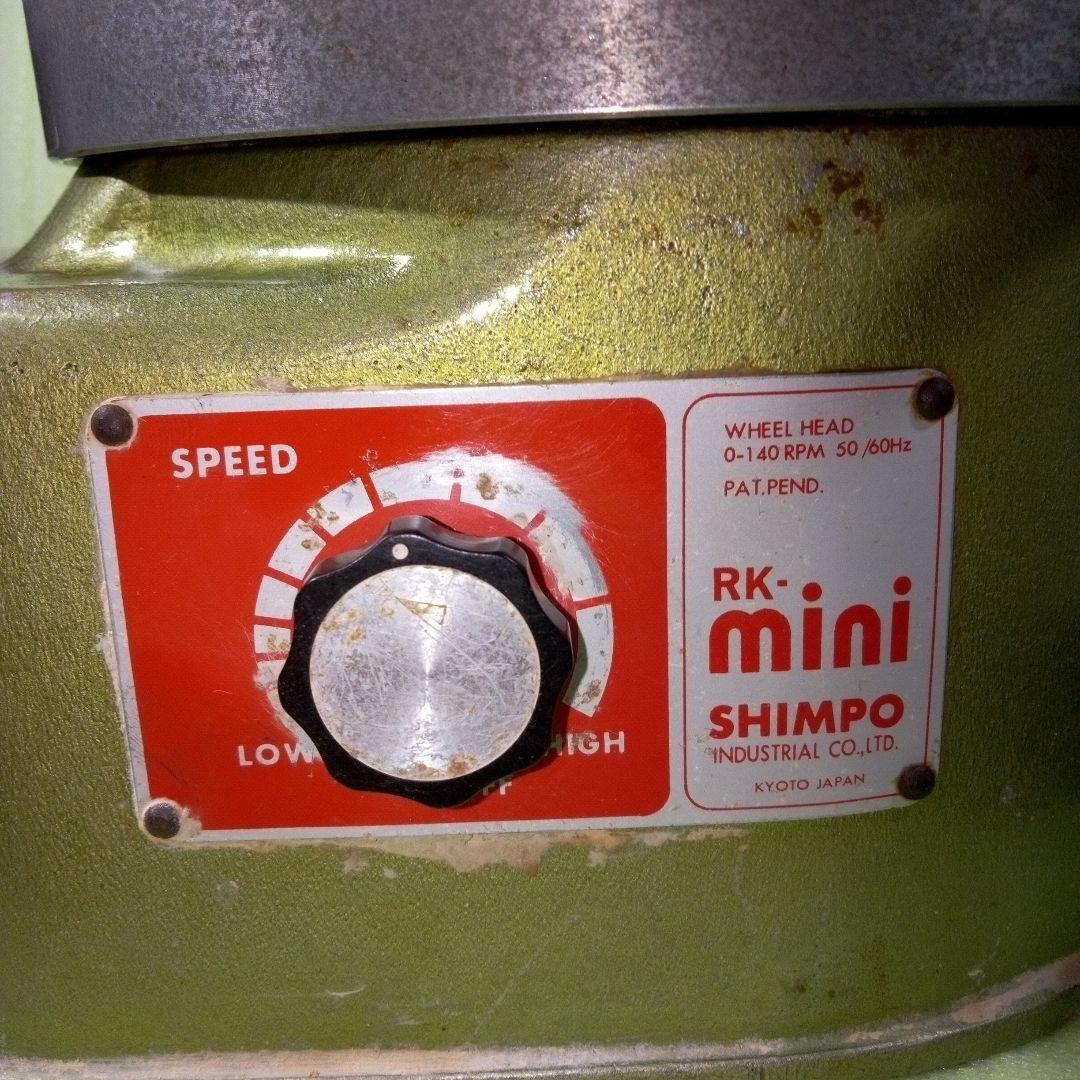 SPEED
LOW
HIGH
FF
WHEEL HEAD
0-140 RPM 50/60Hz
PAT.PEND.
RK-
mini
SHIMPO
INDUSTRIAL CO.,LTD.
KYOTO JAPAN